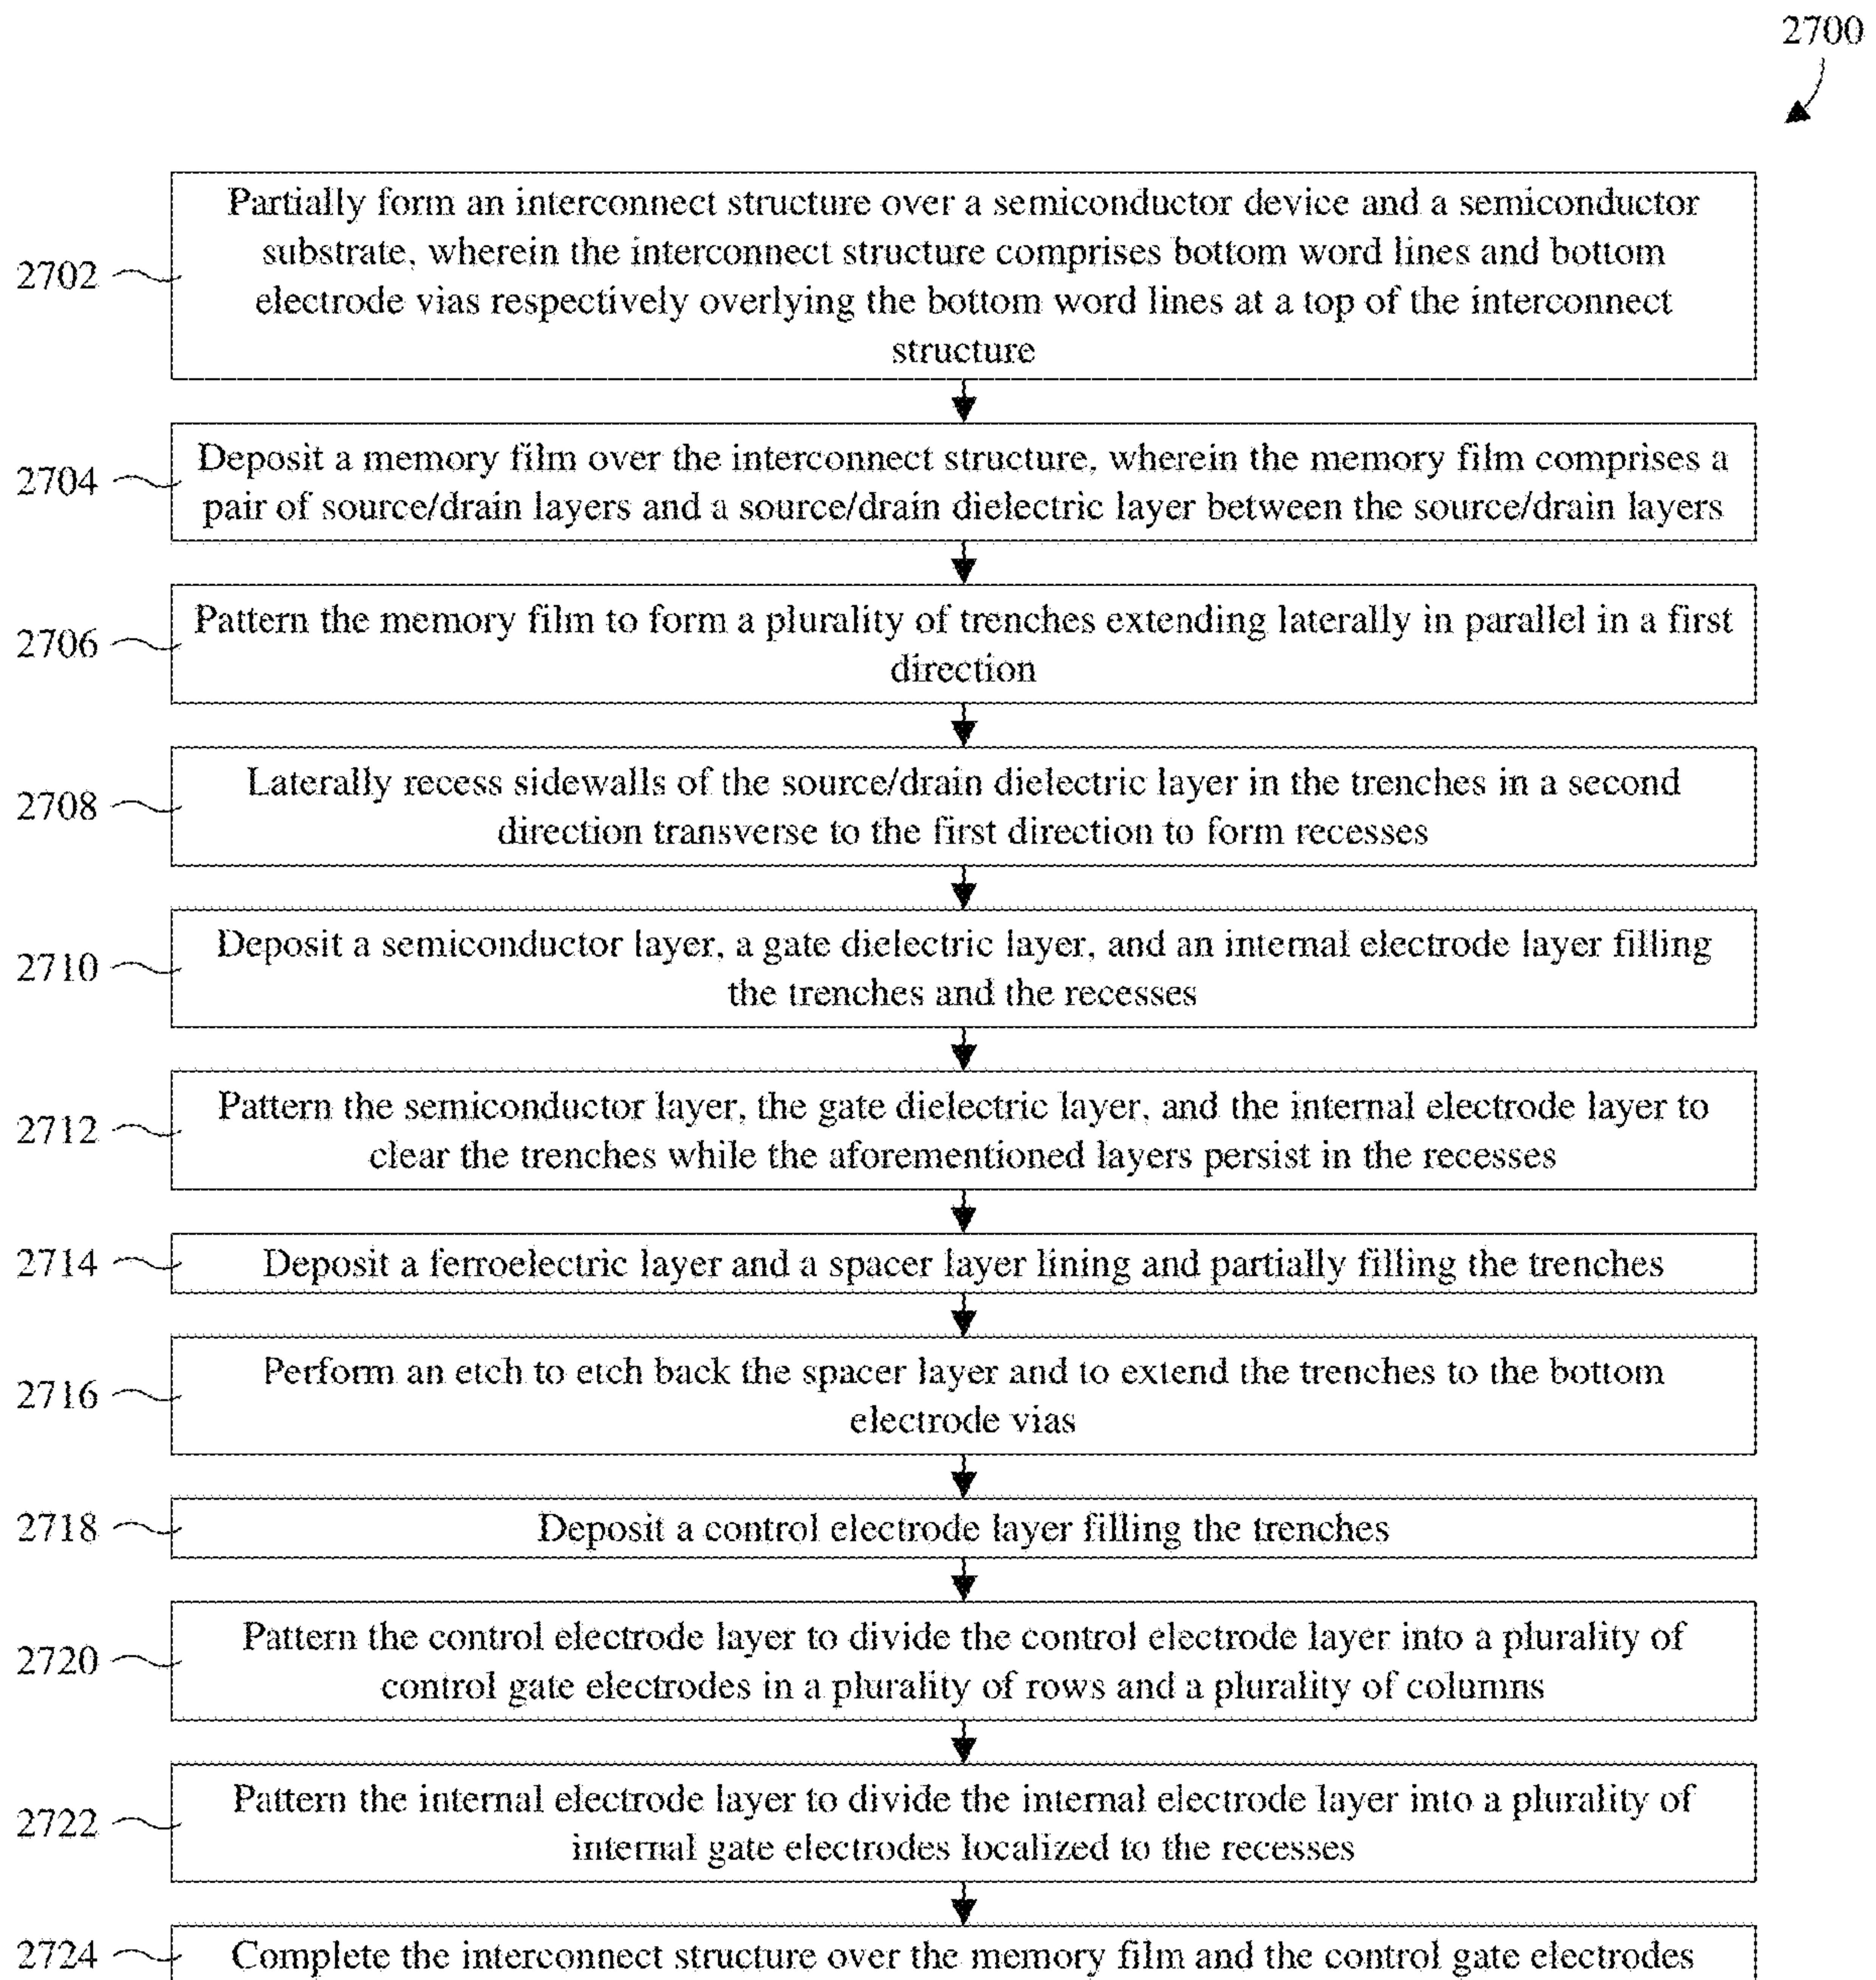 2700
Partially form an interconnect structure over a semiconductor device and a semiconductor
substrate, wherein the interconnect structure comprises bottom word lines and bottom
electrode vias respectively overlying the bottom word lines at a top of the interconnect
structure
2702
Deposit a memory film over the interconnect structure, wherein the memory film comprises a
pair of source/drain layers and a source/drain dielectric layer between the source/drain layers
2704
Pattern the memory film to form a plurality of trenches extending laterally in parallel in a first
direction
2706
Laterally recess sidewalls of the source/drain dielectric layer in the trenches in a second
direction transverse to the first direction to form recesses
2708
Deposit a semiconductor layer, a gate dielectric layer, and an internal electrode layer filling
the trenches and the recesses
2710
Pattern the semiconductor layer, the gate dielectric layer, and the internal electrode layer to
clear the trenches while the aforementioned layers persist in the recesses
2712
Deposit a ferroelectric layer and a spacer layer lining and partially filling the trenches
2714
Perform an etch to etch back the spacer layer and to extend the trenches to the bottom
electrode vias
2716
Deposit a control electrode layer filling the trenches
2718
Pattern the control electrode layer to divide the control electrode layer into a plurality of
control gate electrodes in a plurality of rows and a plurality of columns
2720
Pattern the internal electrode layer to divide the internal electrode layer into a plurality of
internal gate electrodes localized to the recesses
2722
Complete the interconnect structure over the memory film and the control gate electrodes
2724